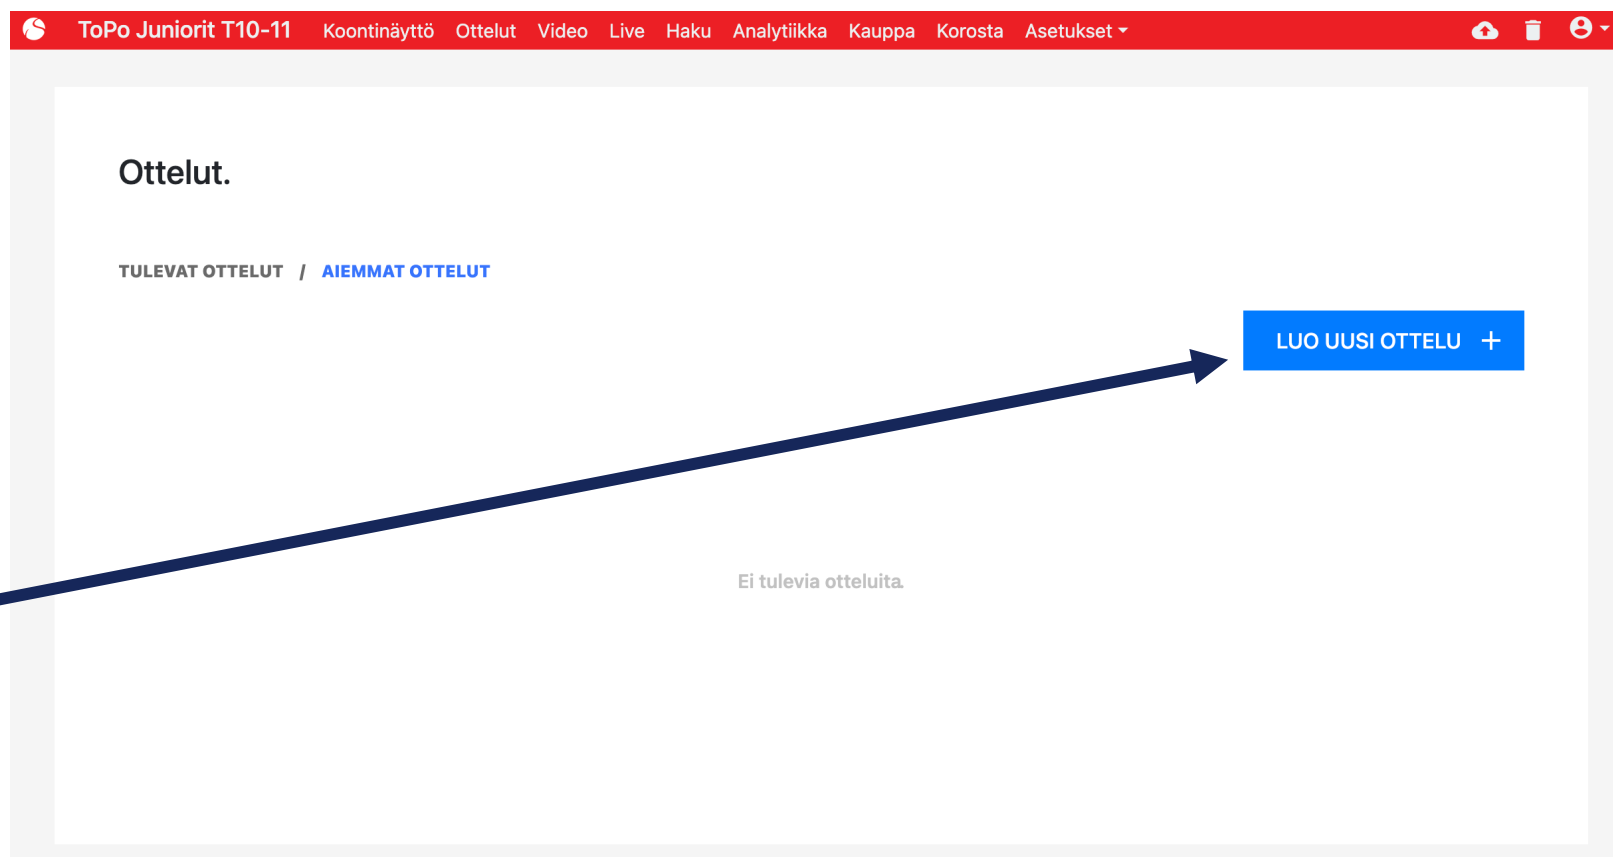 ToPo Juniorit T10-11 Koontinäyttö Ottelut Video Live Haku Analytiikka Kauppa Korosta Asetukset
Ottelut.
TULEVAT OTTELUT / AIEMMAT OTTELUT
LUO UUSI OTTELU +
Ei tulevia otteluita.